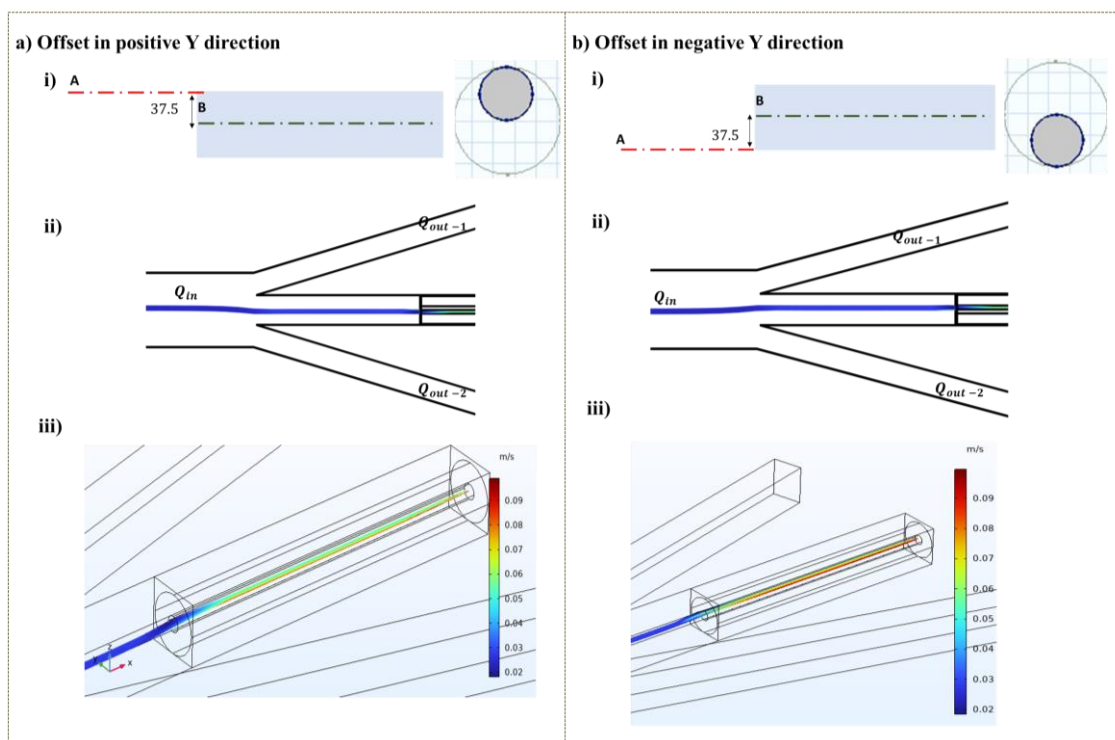 a) Offset in positive Y direction
i)
A
37.5
B
ii)
Q_out-1
Q_in
Q_out-2
iii)
m/s
0.09
0.08
0.07
0.06
0.05
0.04
0.03
0.02
y z x
b) Offset in negative Y direction
i)
B
37.5
A
ii)
Q_out-1
Q_in
Q_out-2
iii)
m/s
0.09
0.08
0.07
0.06
0.05
0.04
0.03
0.02